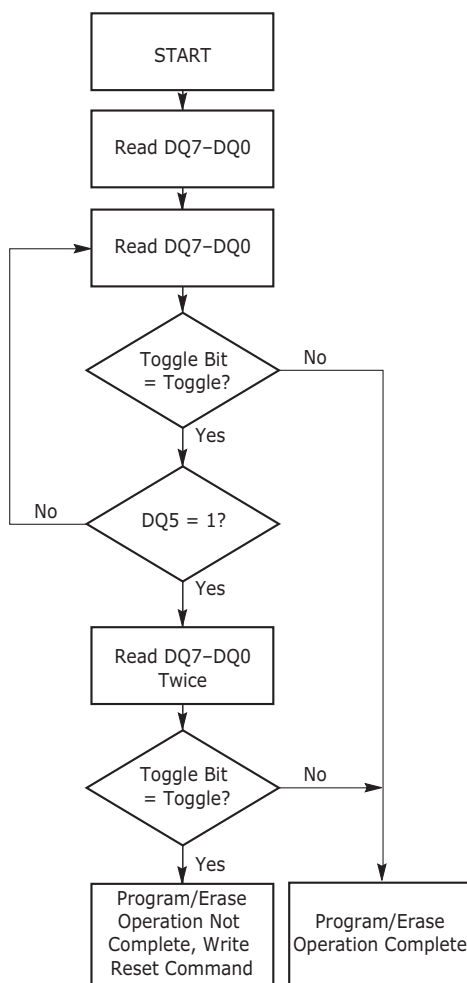 START
Read DQ7–DQ0
Read DQ7–DQ0
Toggle Bit
= Toggle?
No
Yes
DQ5 = 1?
No
Yes
Read DQ7–DQ0
Twice
Toggle Bit
= Toggle?
No
Yes
Program/Erase
Operation Not
Complete, Write
Reset Command
Program/Erase
Operation Complete